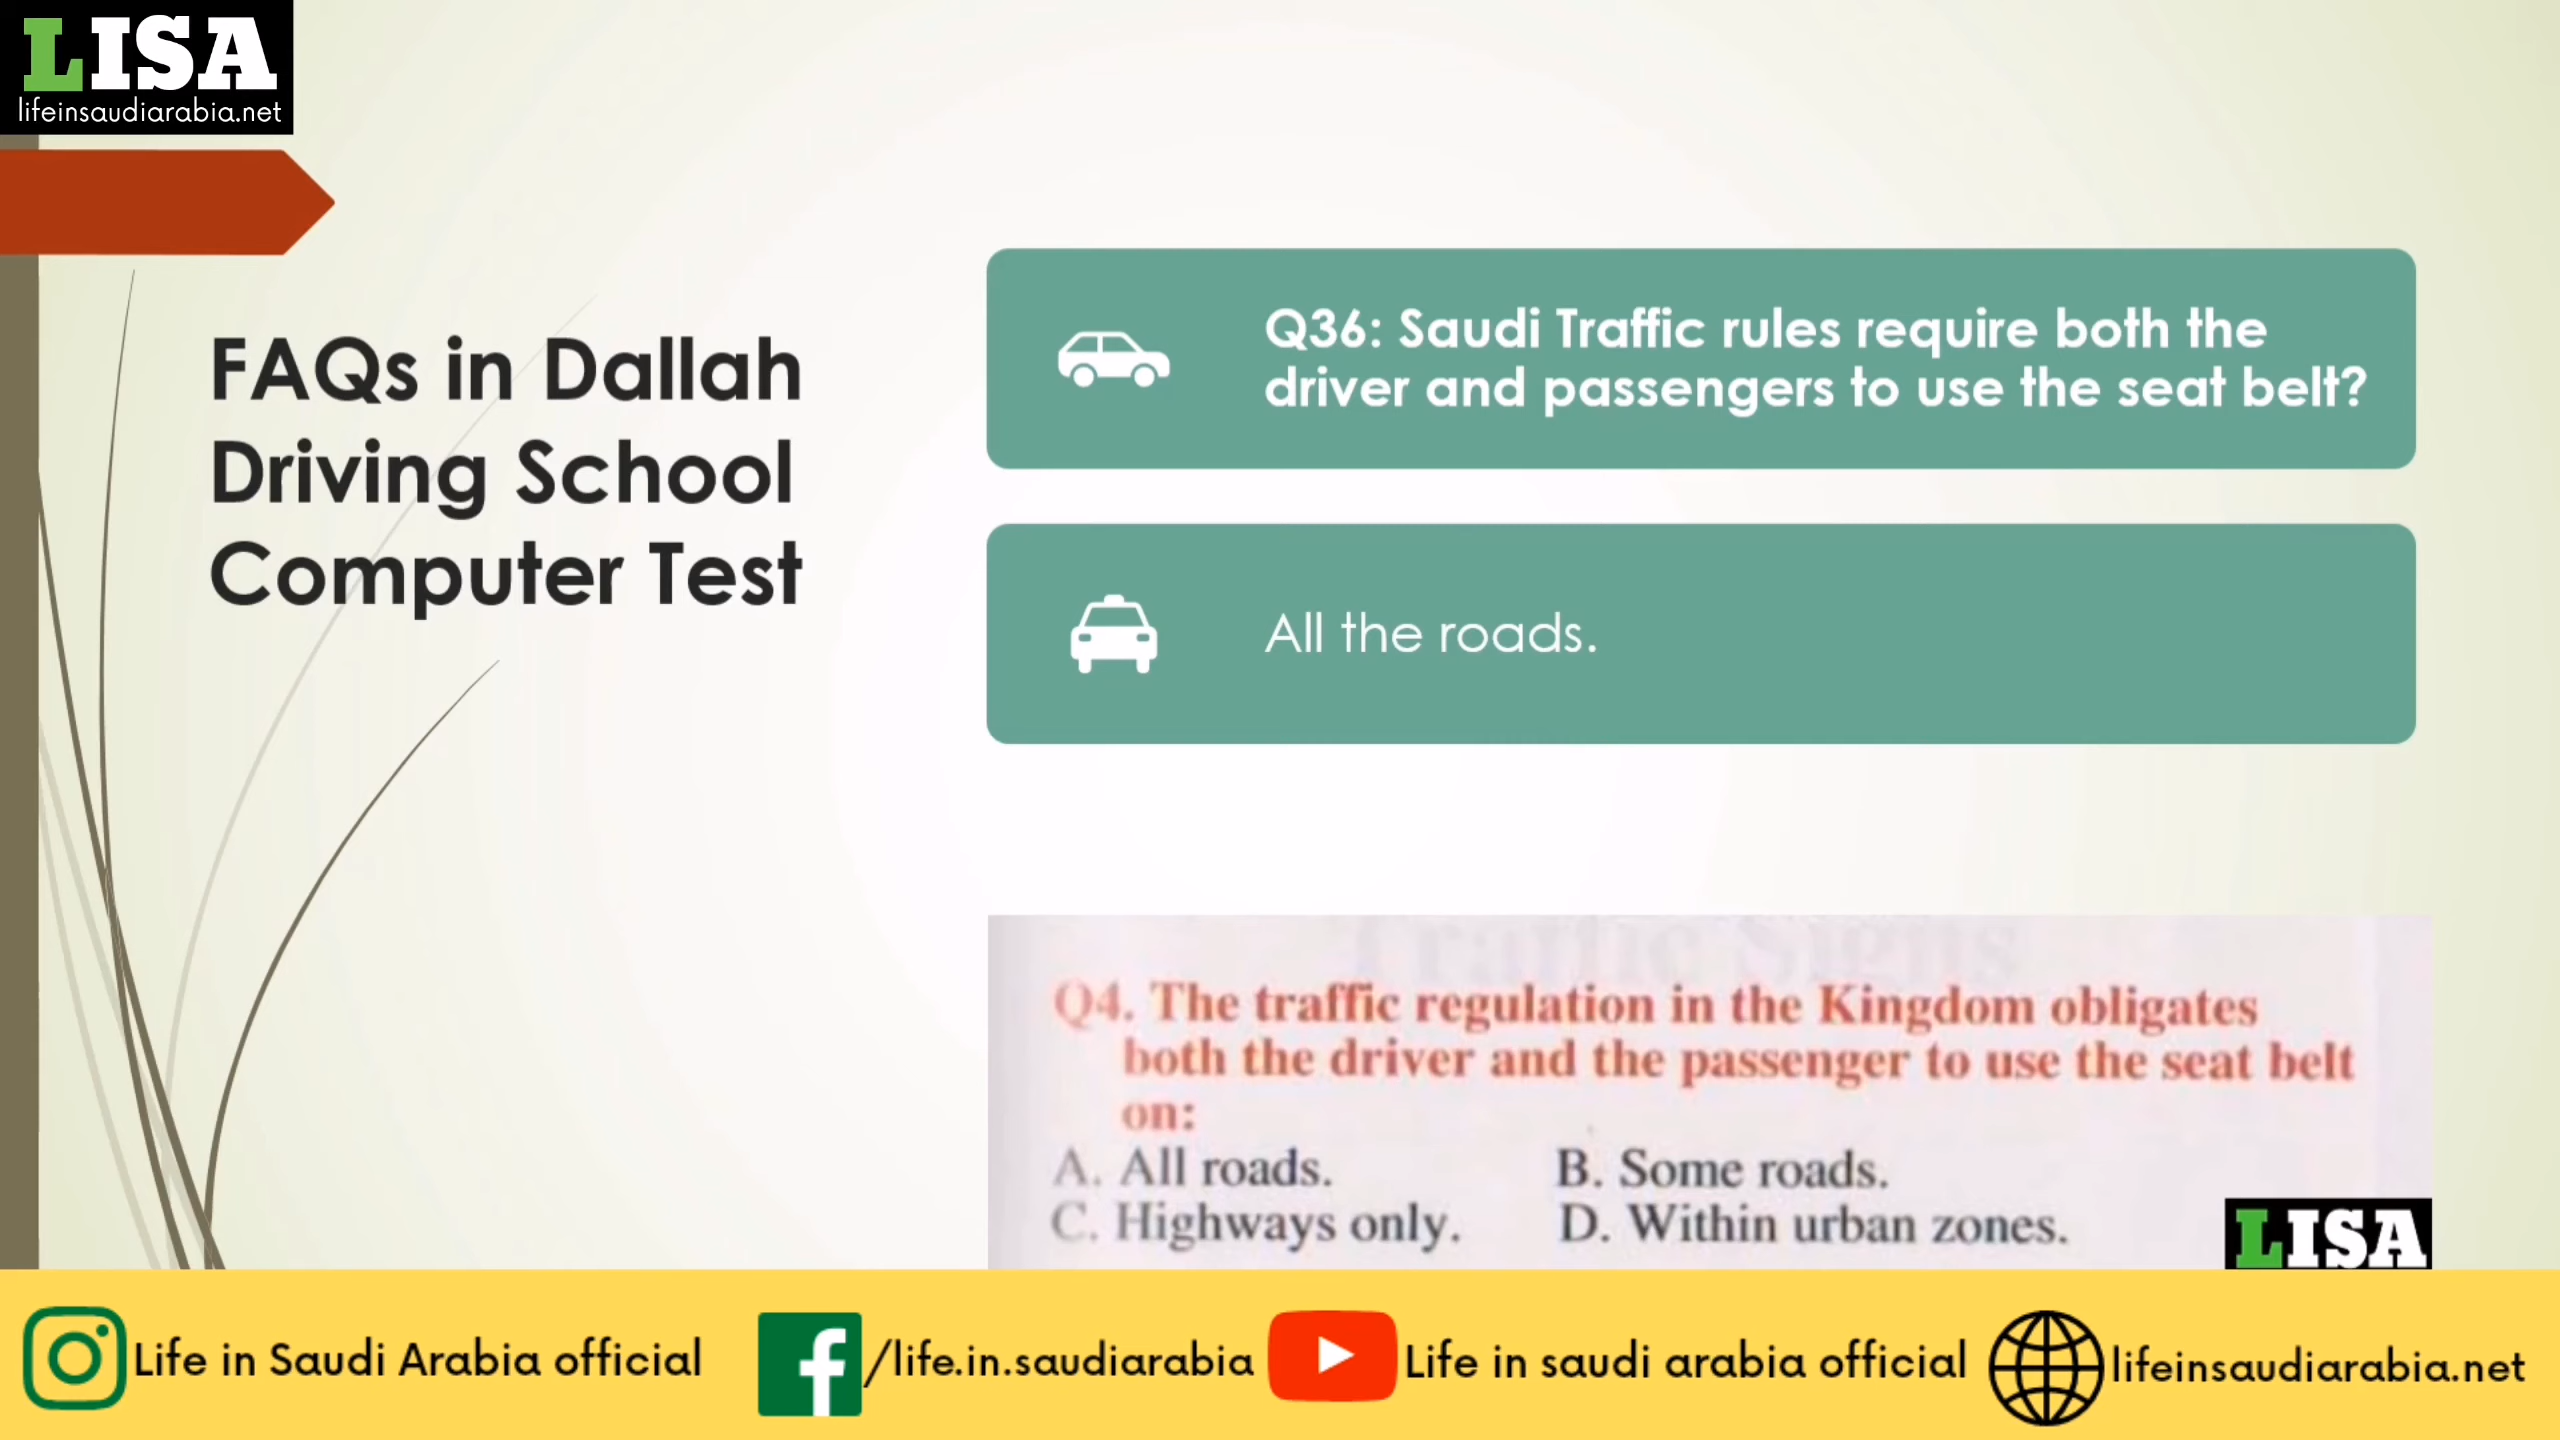 LISA
lifeinsaudiarabia.net
FAQs in Dallah
Driving School
Computer Test
Q36: Saudi Traffic rules require both the
driver and passengers to use the seat belt?
All the roads.
Traffic Signs
Q4. The traffic regulation in the Kingdom obligates
both the driver and the passenger to use the seat belt
on:
A. All roads. B. Some roads.
C. Highways only. D. Within urban zones.
LISA
Life in Saudi Arabia official
/life.in.saudiarabia
Life in saudi arabia official
lifeinsaudiarabia.net